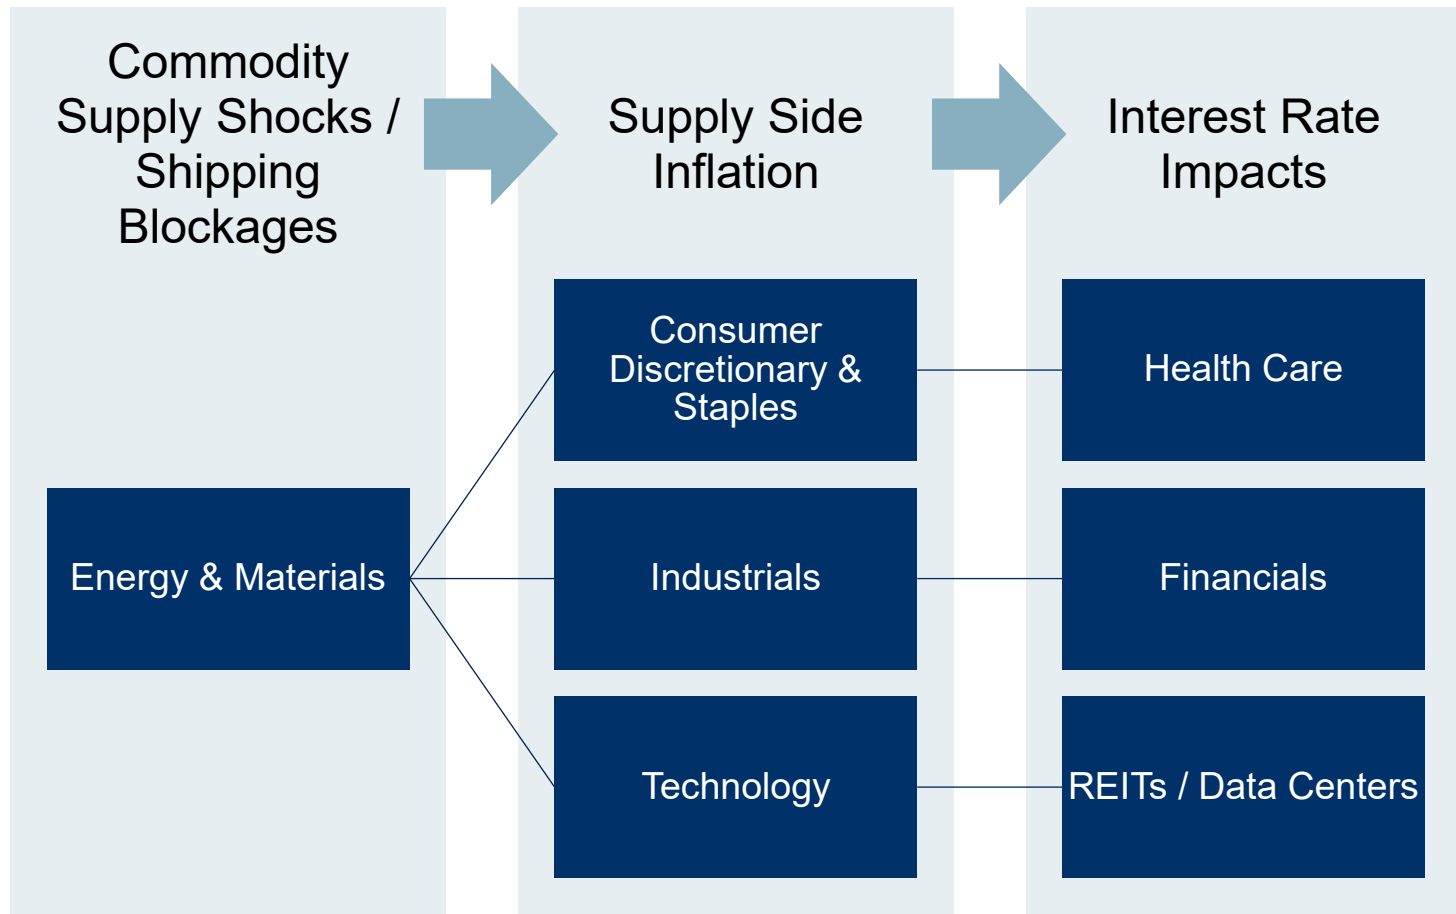 Commodity
Supply Shocks /
Shipping
Blockages
Supply Side
Inflation
Interest Rate
Impacts
Energy & Materials
Consumer
Discretionary &
Staples
Industrials
Technology
Health Care
Financials
REITs / Data Centers